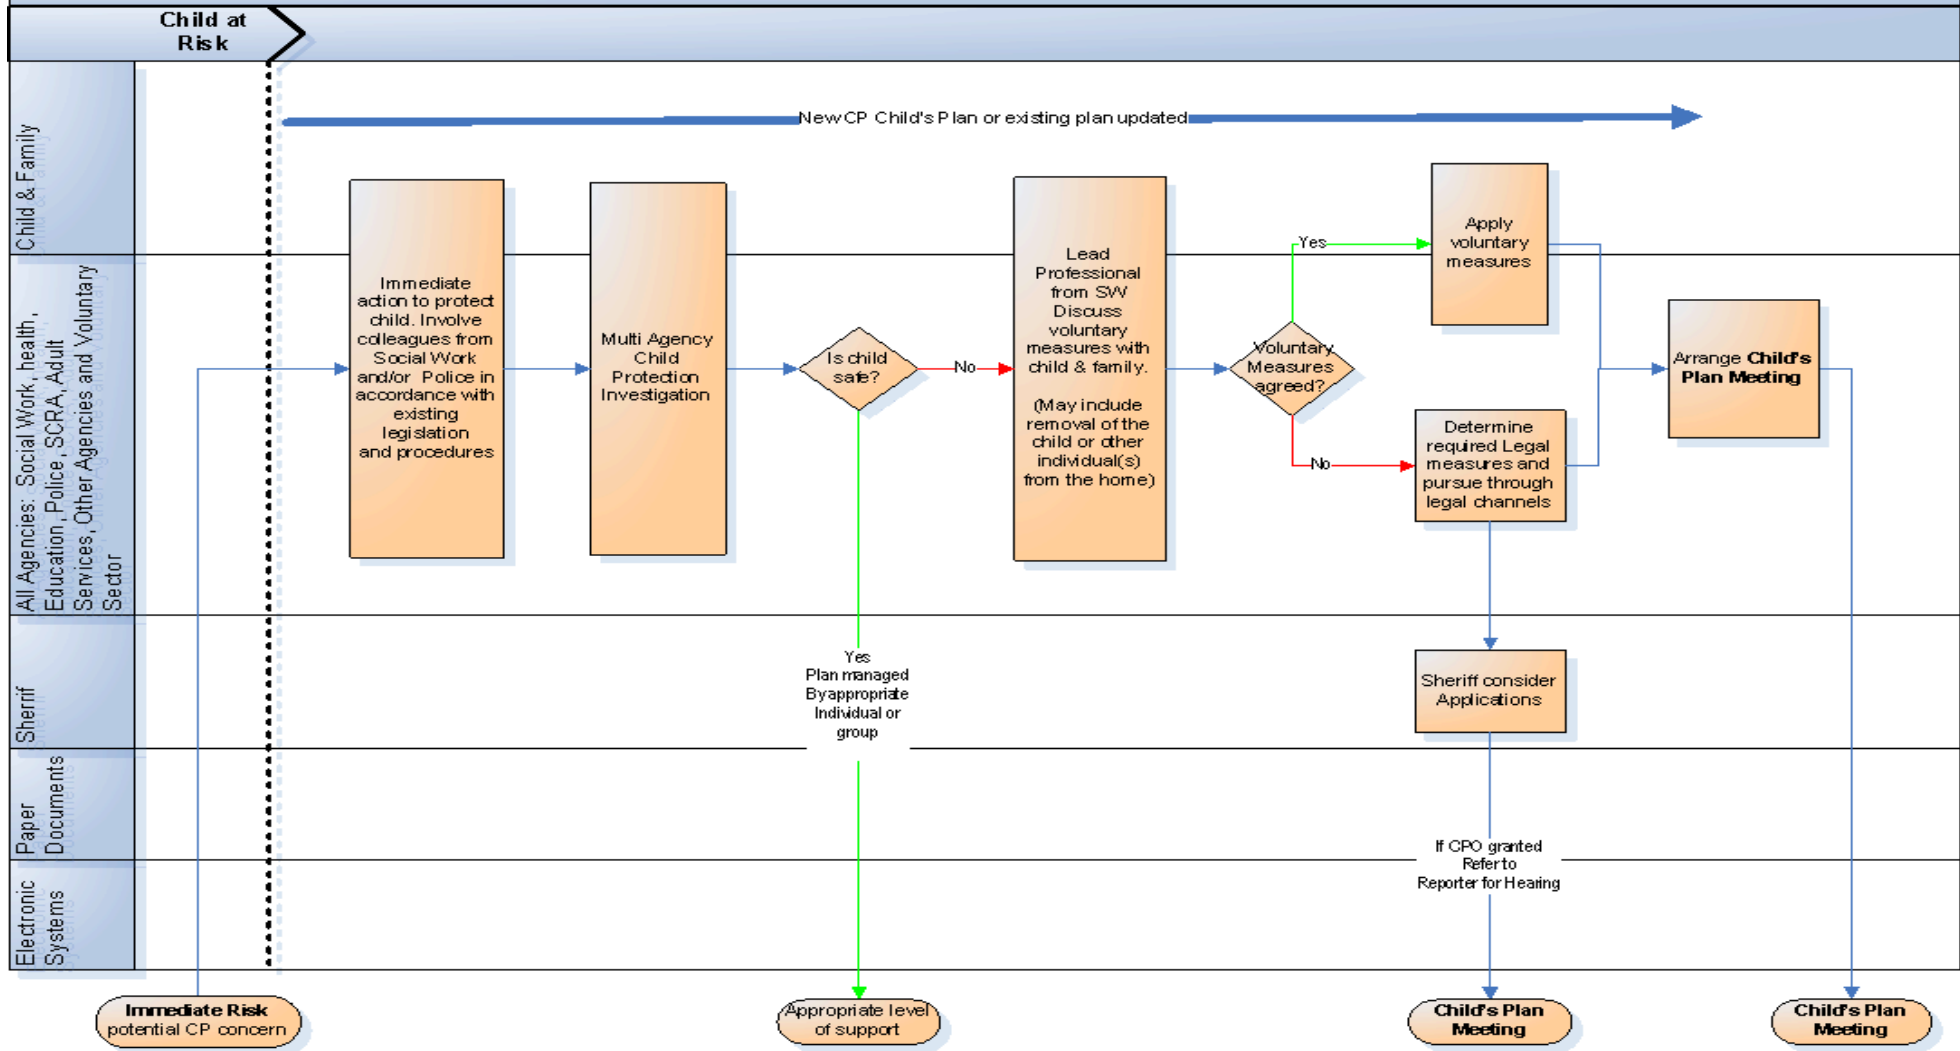 Child at
Risk
New CP Child's Plan or existing plan updated
Child & Family
All Agencies: Social Work, health,
Education, Police, SCRA, Adult
Services, Other Agencies and Voluntary
Sector
Sherif
Paper
Documents
Electronic
Systems
Immediate
action to protect
child. Involve
colleagues from
Social Work
and/or Police in
accordance with
existing
legislation
and procedures
Multi Agency
Child
Protection
Investigation
Is child
safe?
No
Yes
Plan managed
By appropriate
Individual or
group
Lead
Professional
from SW
Discuss
voluntary
measures with
child & family.
(May include
removal of the
child or other
individual(s)
from the home)
Voluntary
Measures
agreed?
Yes
No
Apply
voluntary
measures
Determine
required Legal
measures and
pursue through
legal channels
Arrange Child's
Plan Meeting
Sheriff consider
Applications
If CPO granted
Refer to
Reporter for Hearing
Immediate Risk
potential CP concern
Appropriate level
of support
Child's Plan
Meeting
Child's Plan
Meeting